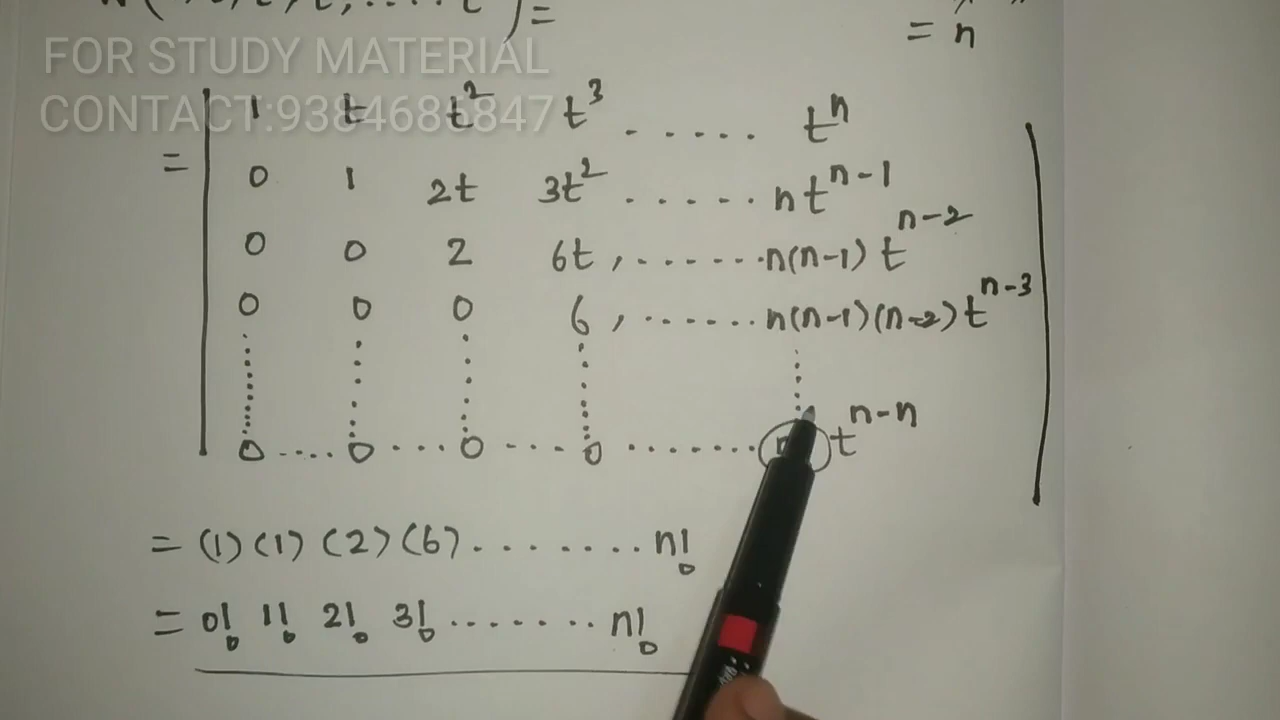 = n
FOR STUDY MATERIAL
CONTACT:9384681847
1 t t² t³ ..... tⁿ
= 0 1 2t 3t² ..... n tⁿ⁻¹
0 0 2 6t , ....... n(n-1) tⁿ⁻²
0 0 0 6 , ...... n(n-1)(n-2) tⁿ⁻³
0 .... 0 ... 0 ... 0 ....... tⁿ⁻ⁿ
= (1) (1) (2) (6) ........ n!
= 0! 1! 2! 3! ....... n!